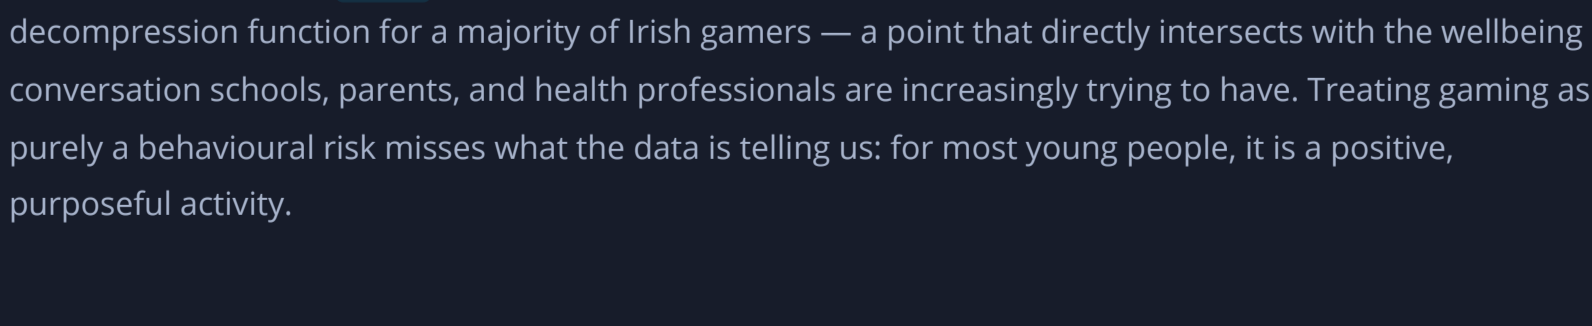 decompression function for a majority of Irish gamers — a point that directly intersects with the wellbeing
conversation schools, parents, and health professionals are increasingly trying to have. Treating gaming as
purely a behavioural risk misses what the data is telling us: for most young people, it is a positive,
purposeful activity.